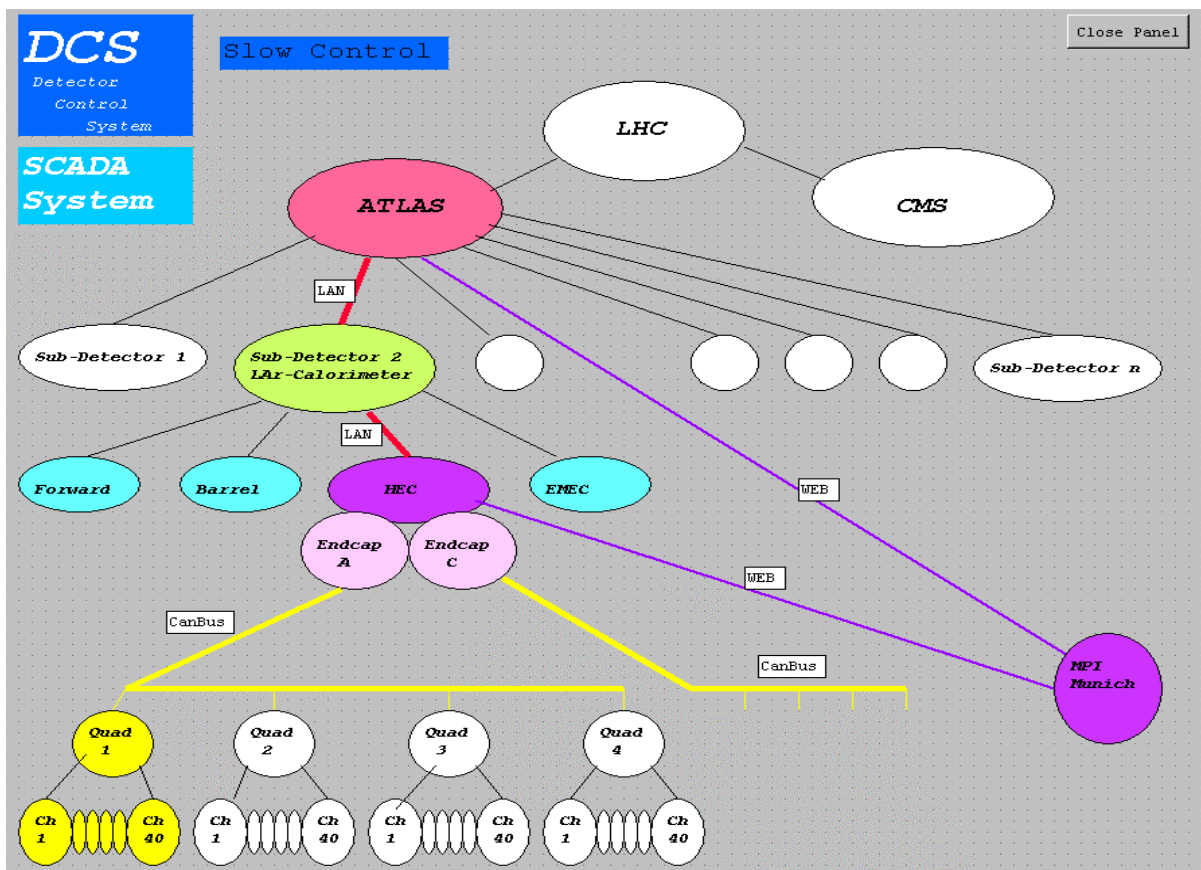 DCS
Detector
Control
System
Slow Control
Close Panel
SCADA
System
LHC
ATLAS
CMS
LAN
Sub-Detector 1
Sub-Detector 2
LAr-Calorimeter
Sub-Detector n
LAN
Forward
Barrel
HEC
EMEC
WEB
Endcap
A
Endcap
C
WEB
CanBus
CanBus
MPI
Munich
Quad
1
Quad
2
Quad
3
Quad
4
Ch
1
Ch
40
Ch
1
Ch
40
Ch
1
Ch
40
Ch
1
Ch
40